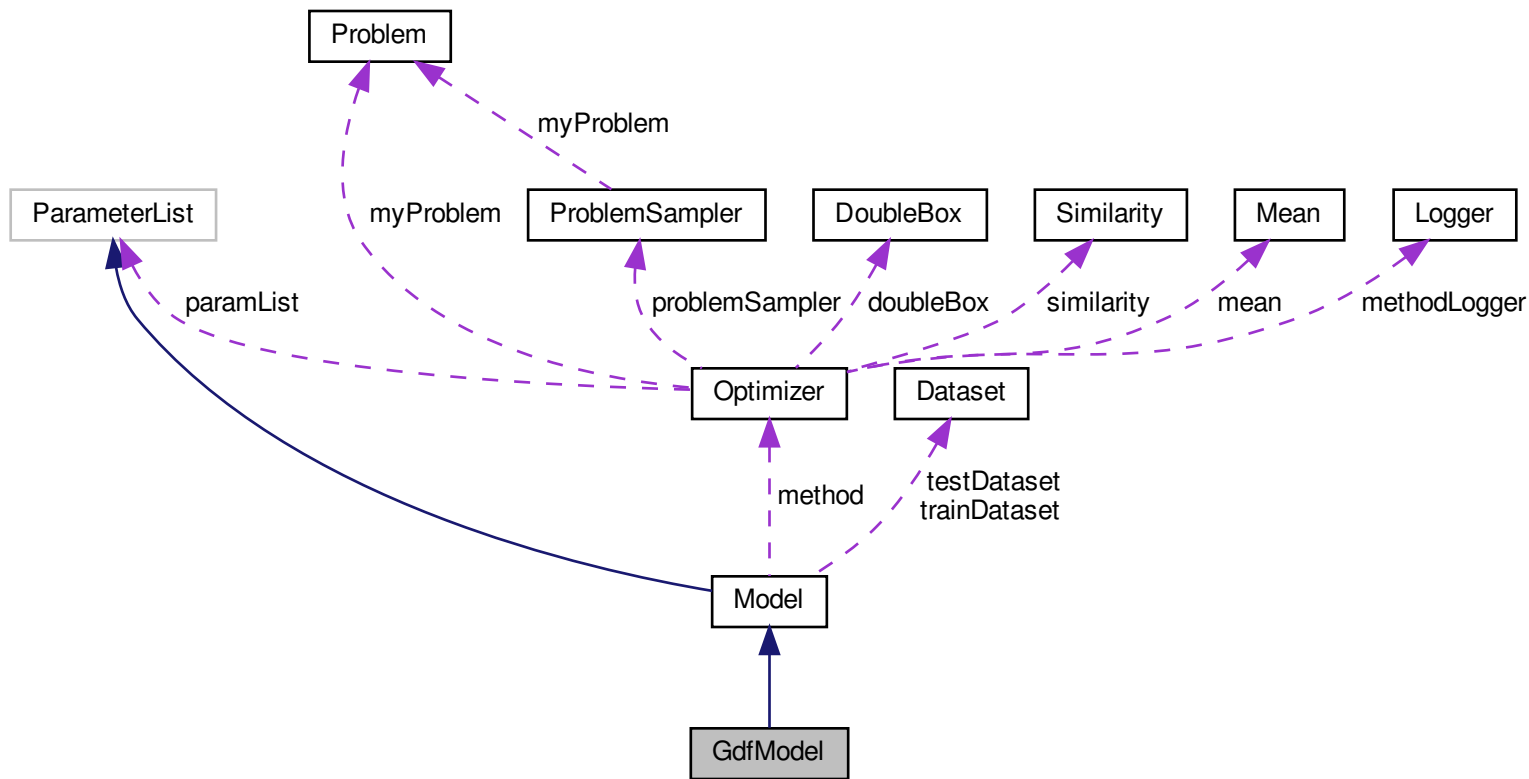 Problem
myProblem
ParameterList
myProblem
ProblemSampler
DoubleBox
Similarity
Mean
Logger
paramList
problemSampler
doubleBox
similarity
mean
methodLogger
Optimizer
Dataset
method
testDataset
trainDataset
Model
GdfModel